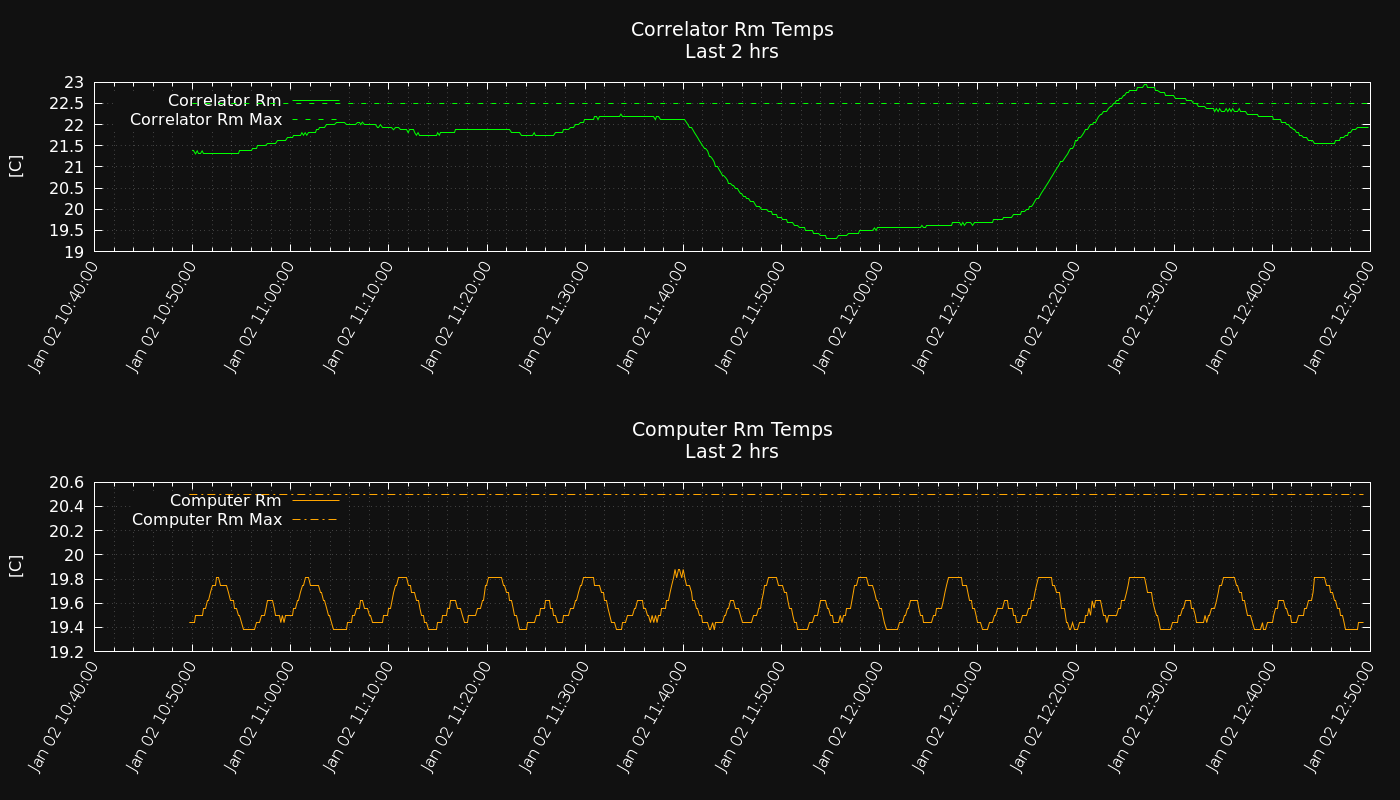 Correlator Rm Temps
Last 2 hrs
[C]
23
22.5
22
21.5
21
20.5
20
19.5
19
Correlator Rm
Correlator Rm Max
Jan 02 10:40:00
Jan 02 10:50:00
Jan 02 11:00:00
Jan 02 11:10:00
Jan 02 11:20:00
Jan 02 11:30:00
Jan 02 11:40:00
Jan 02 11:50:00
Jan 02 12:00:00
Jan 02 12:10:00
Jan 02 12:20:00
Jan 02 12:30:00
Jan 02 12:40:00
Jan 02 12:50:00
Computer Rm Temps
Last 2 hrs
[C]
20.6
20.4
20.2
20
19.8
19.6
19.4
19.2
Computer Rm
Computer Rm Max
Jan 02 10:40:00
Jan 02 10:50:00
Jan 02 11:00:00
Jan 02 11:10:00
Jan 02 11:20:00
Jan 02 11:30:00
Jan 02 11:40:00
Jan 02 11:50:00
Jan 02 12:00:00
Jan 02 12:10:00
Jan 02 12:20:00
Jan 02 12:30:00
Jan 02 12:40:00
Jan 02 12:50:00